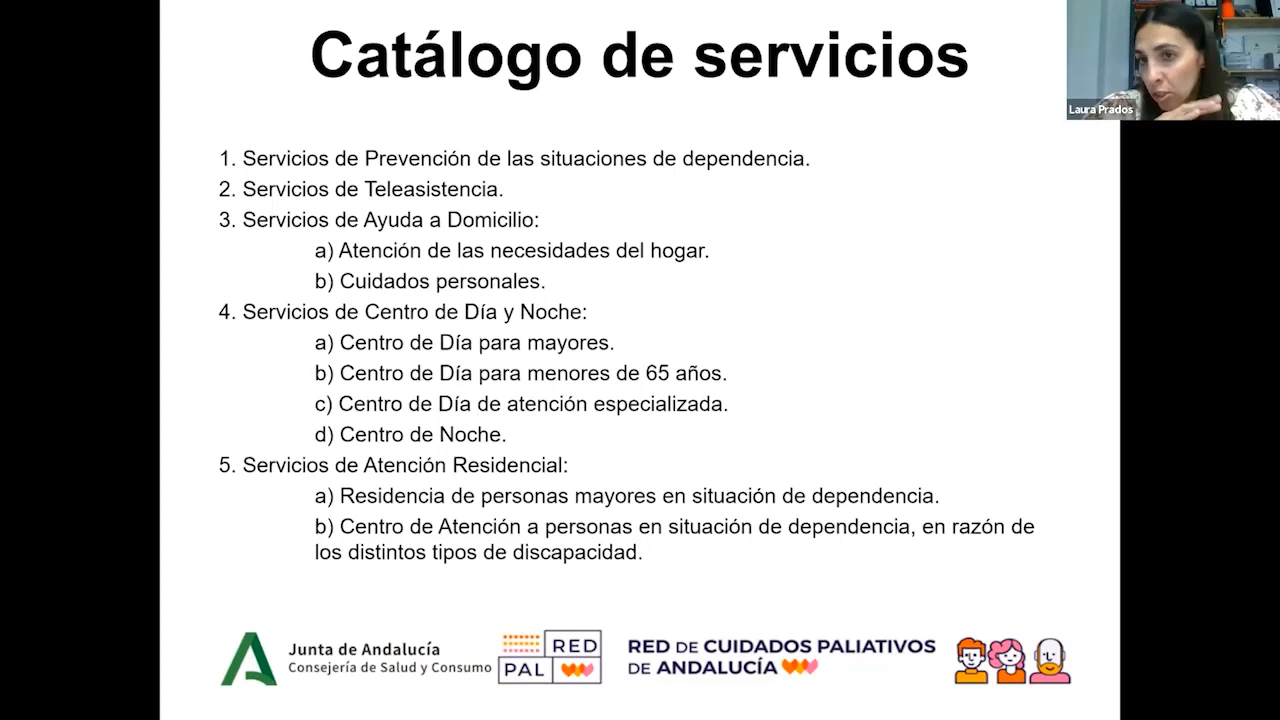 Catálogo de servicios
Laura Prados
1. Servicios de Prevención de las situaciones de dependencia.
2. Servicios de Teleasistencia.
3. Servicios de Ayuda a Domicilio:
a) Atención de las necesidades del hogar.
b) Cuidados personales.
4. Servicios de Centro de Día y Noche:
a) Centro de Día para mayores.
b) Centro de Día para menores de 65 años.
c) Centro de Día de atención especializada.
d) Centro de Noche.
5. Servicios de Atención Residencial:
a) Residencia de personas mayores en situación de dependencia.
b) Centro de Atención a personas en situación de dependencia, en razón de
los distintos tipos de discapacidad.
Junta de Andalucía
Consejería de Salud y Consumo
RED
PAL
RED DE CUIDADOS PALIATIVOS
DE ANDALUCÍA